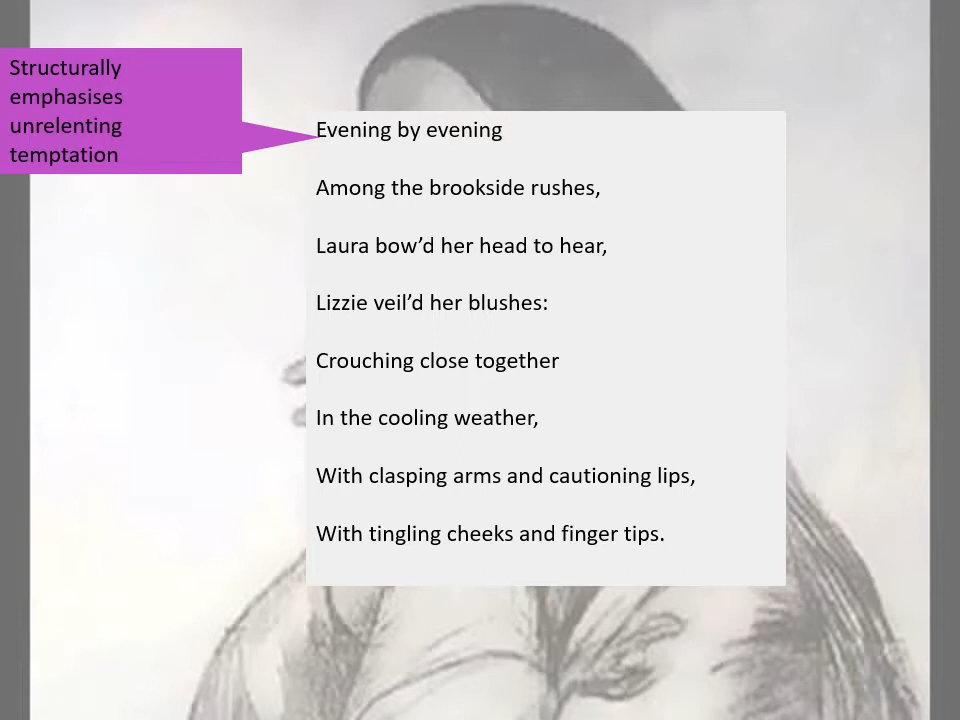 Structurally
emphasises
unrelenting
temptation
Evening by evening
Among the brookside rushes,
Laura bow’d her head to hear,
Lizzie veil’d her blushes:
Crouching close together
In the cooling weather,
With clasping arms and cautioning lips,
With tingling cheeks and finger tips.